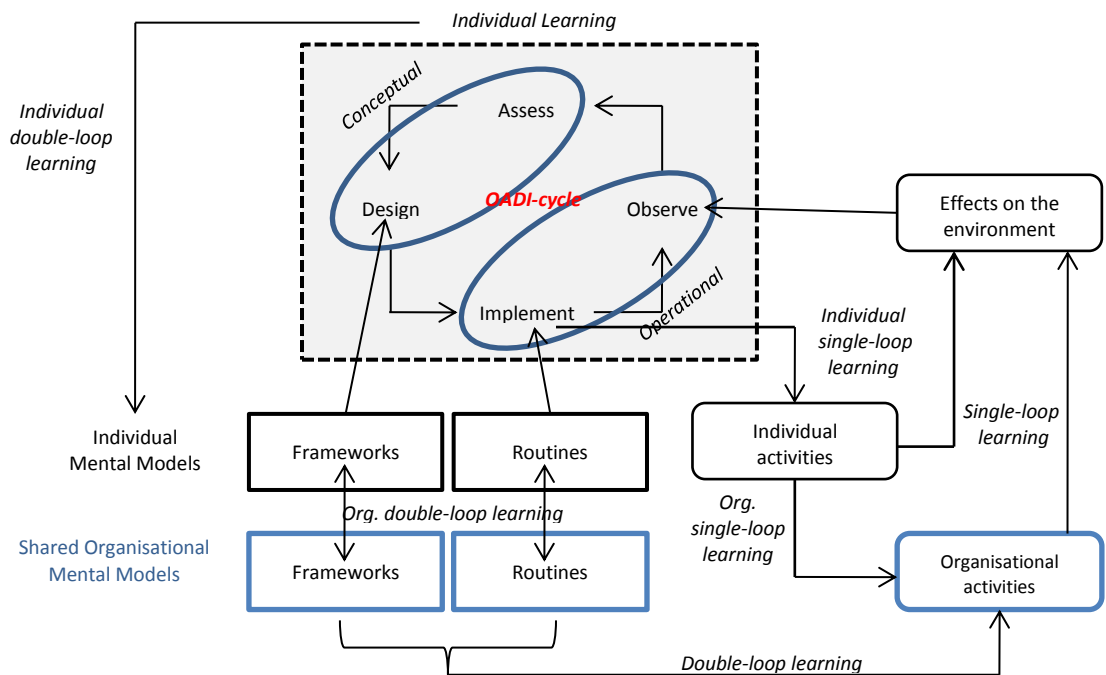 Individual Learning
Individual
double-loop
learning
Conceptual
Assess
OADI-cycle
Design
Observe
Implement
Operational
Effects on the
environment
Individual
single-loop
learning
Single-loop
learning
Individual
Mental Models
Frameworks
Routines
Individual
activities
Org. double-loop learning
Org.
single-loop
learning
Shared Organisational
Mental Models
Frameworks
Routines
Organisational
activities
Double-loop learning